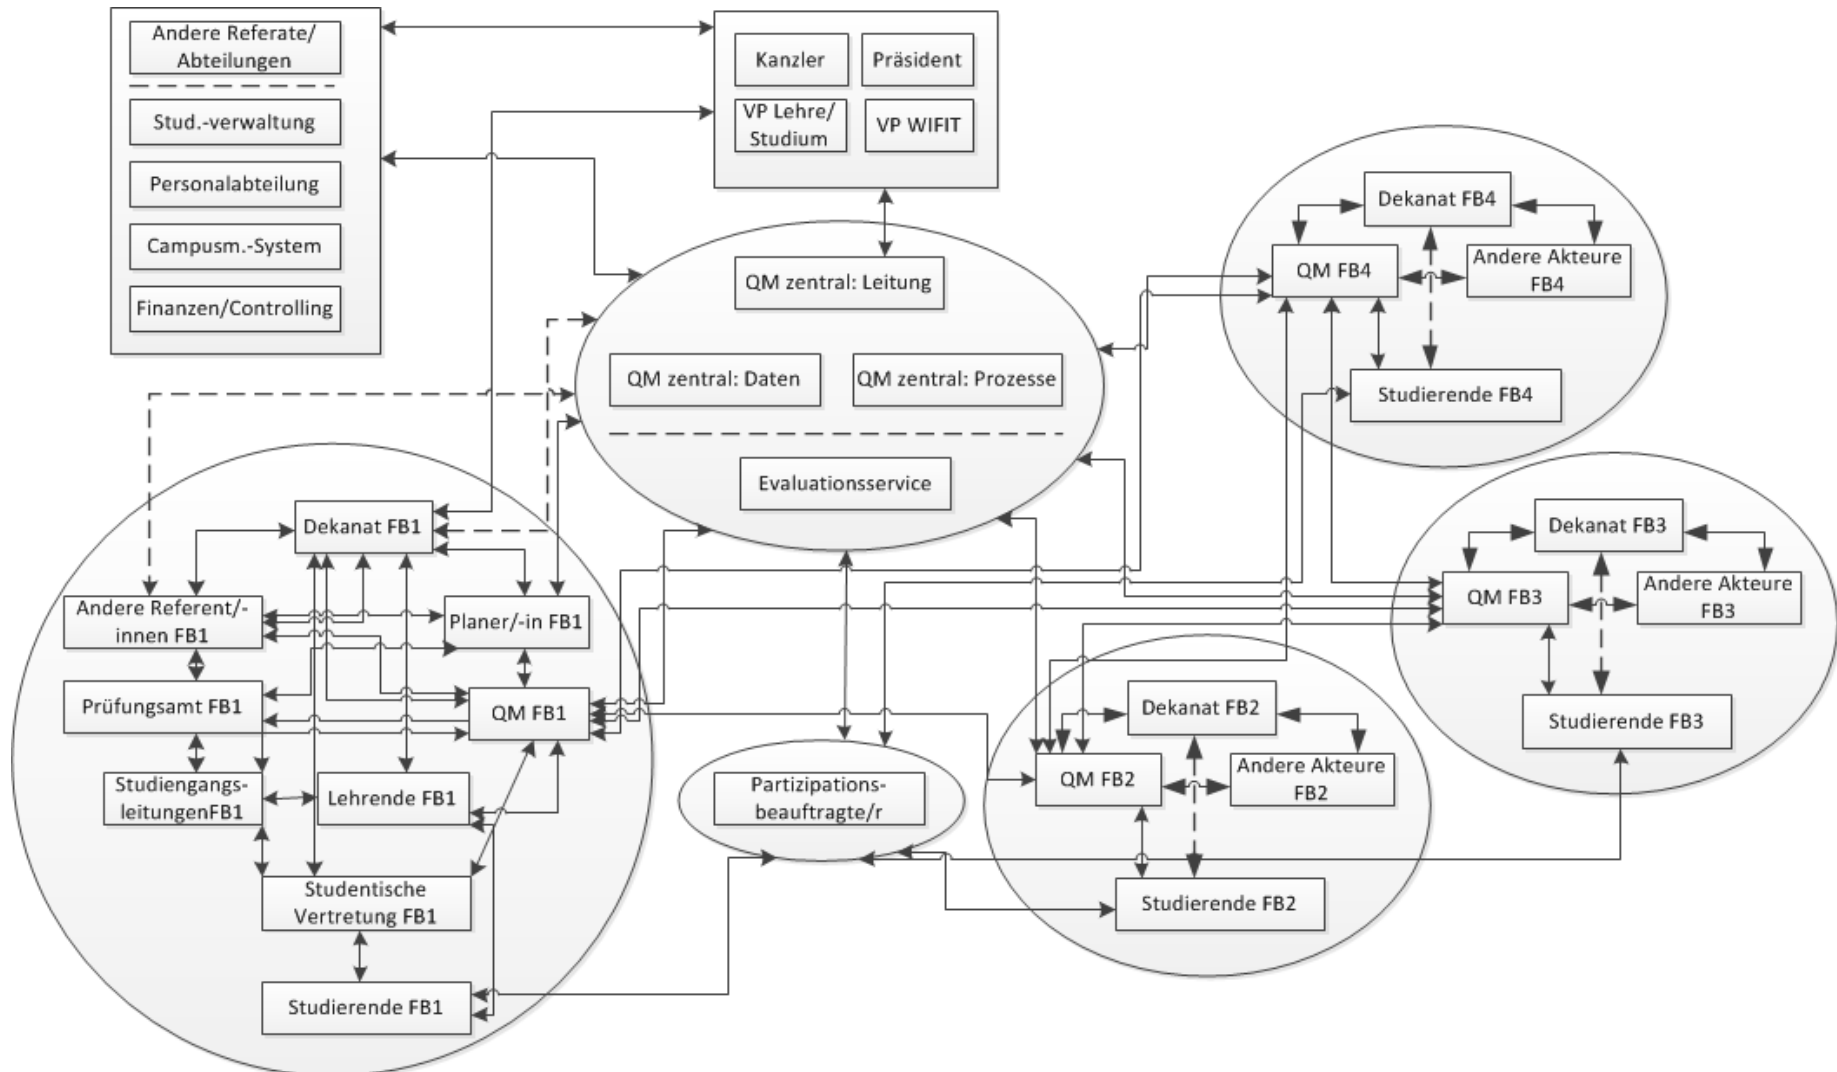 Andere Referate/
Abteilungen
Stud.-verwaltung
Personalabteilung
Campusm.-System
Finanzen/Controlling
Kanzler
Präsident
VP Lehre/
Studium
VP WIFIT
QM zentral: Leitung
QM zentral: Daten
QM zentral: Prozesse
Evaluationsservice
Dekanat FB4
QM FB4
Andere Akteure
FB4
Studierende FB4
Dekanat FB3
QM FB3
Andere Akteure
FB3
Studierende FB3
Dekanat FB1
Andere Referent/-
innen FB1
Planer/-in FB1
Prüfungsamt FB1
QM FB1
Studiengangs-
leitungenFB1
Lehrende FB1
Studentische
Vertretung FB1
Studierende FB1
Partizipations-
beauftragte/r
Dekanat FB2
QM FB2
Andere Akteure
FB2
Studierende FB2